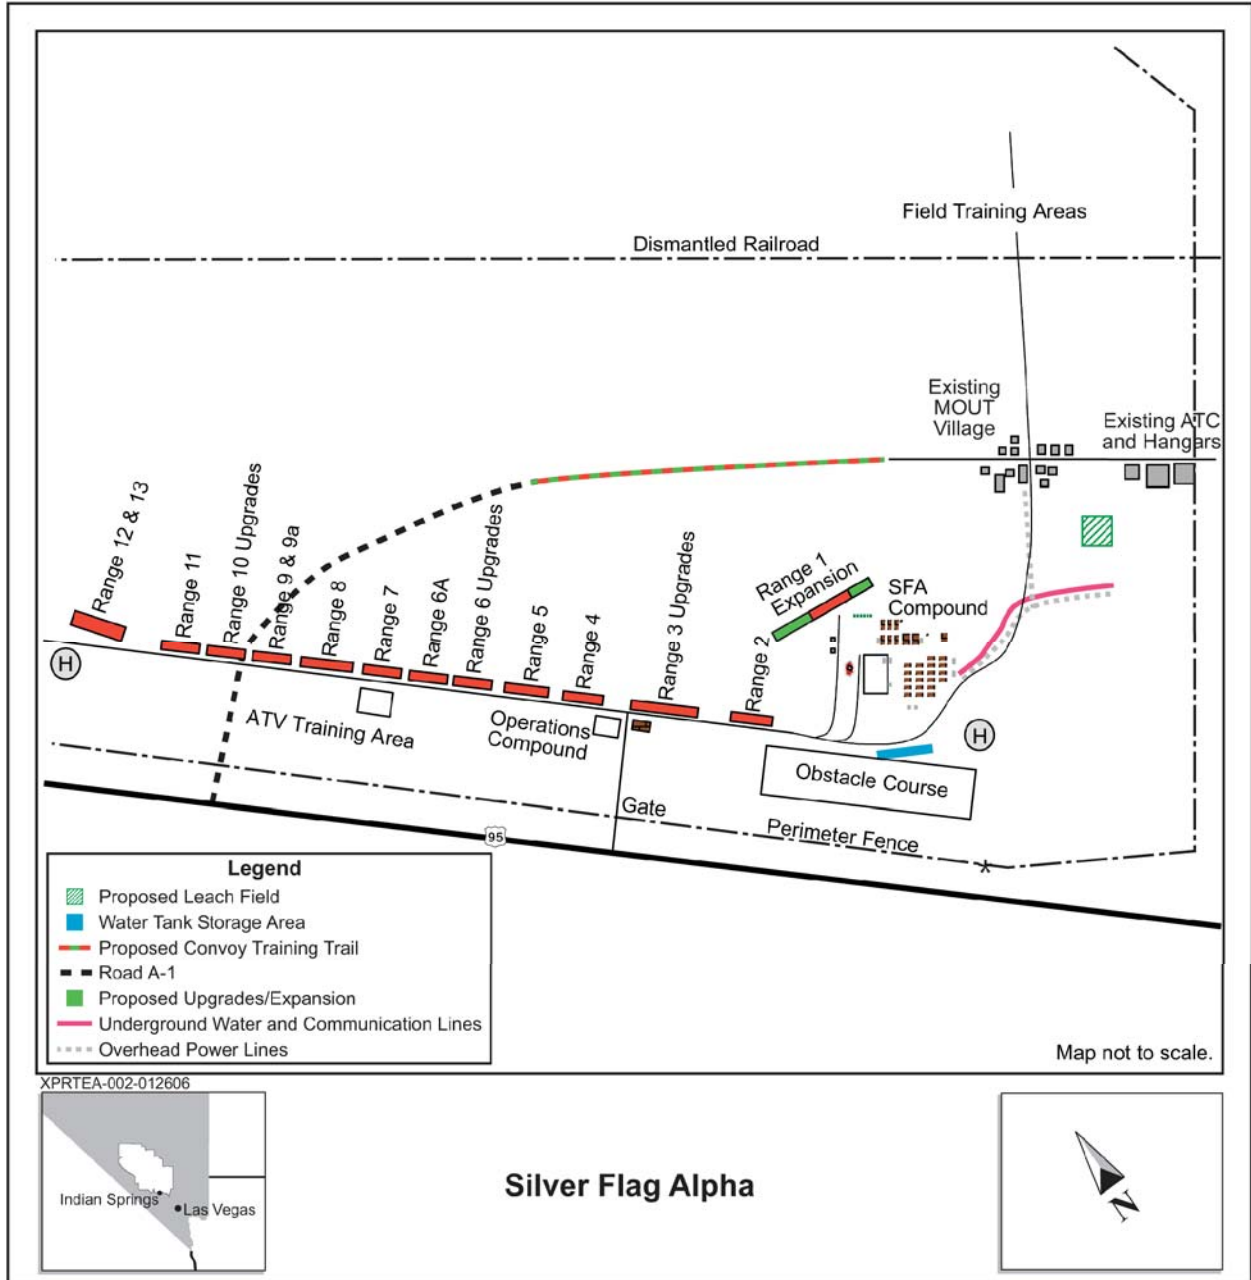 Field Training Areas
Dismantled Railroad
Existing
MOUT
Village
Existing ATC
and Hangars
Range 12 & 13
Range 11
Range 10 Upgrades
Range 9 & 9a
Range 8
Range 7
Range 6A
Range 6 Upgrades
Range 5
Range 4
Range 3 Upgrades
Range 2
Range 1
Expansion
SFA
Compound
H
ATV Training Area
Operations
Compound
H
Obstacle Course
Gate
Perimeter Fence
95
*
Legend
Proposed Leach Field
Water Tank Storage Area
Proposed Convoy Training Trail
Road A-1
Proposed Upgrades/Expansion
Underground Water and Communication Lines
Overhead Power Lines
Map not to scale.
XPRTEA-002-012606
Indian Springs
Las Vegas
Silver Flag Alpha
N